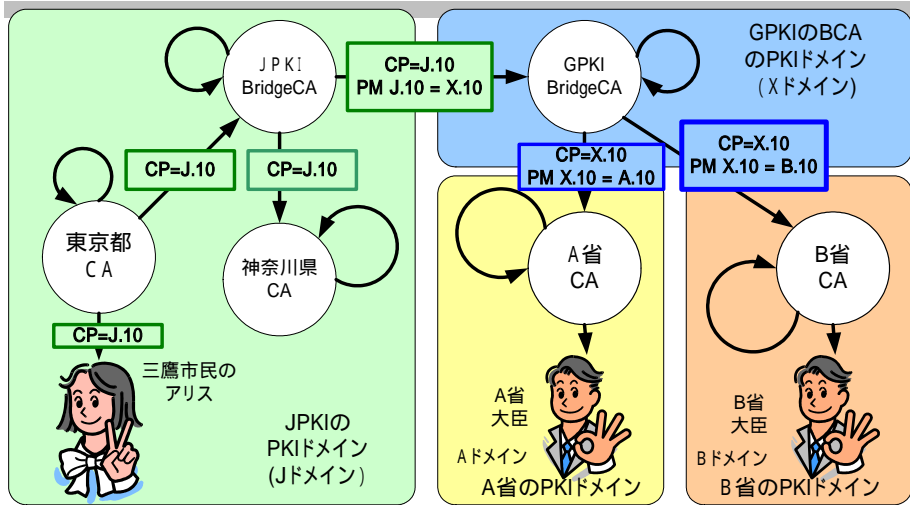 JPKI
BridgeCA
CP=J.10
PM J.10 = X.10
GPKI
BridgeCA
GPKIのBCA
のPKIドメイン
(Xドメイン)
CP=J.10
CP=J.10
CP=X.10
PM X.10 = A.10
CP=X.10
PM X.10 = B.10
東京都
CA
神奈川県
CA
A省
CA
B省
CA
CP=J.10
三鷹市民の
アリス
JPKIの
PKIドメイン
(Jドメイン)
A省
大臣
Aドメイン
A省のPKIドメイン
B省
大臣
Bドメイン
B省のPKIドメイン